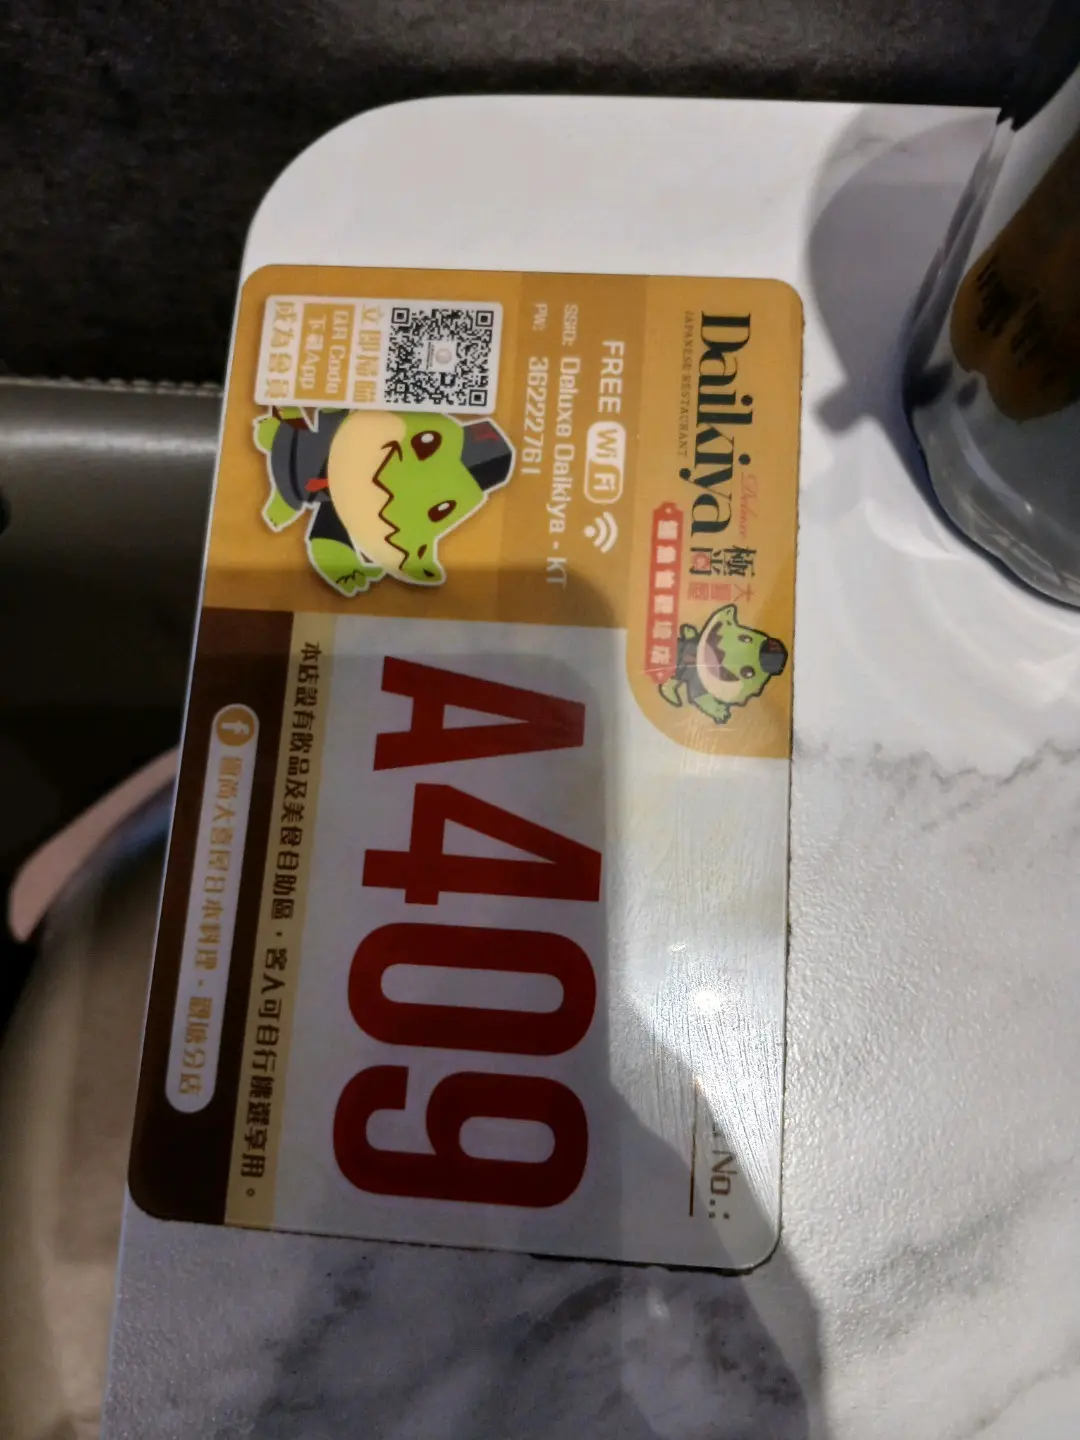 Daikiya
Deluxe
極尚
大喜屋
JAPANESE RESTAURANT
FREE Wi Fi
SSID: Deluxe Daikiya - KT
PW: 36222761
立即掃瞄
QR Code
下載App
成為會員
No.:
A409
本店設有飲品及美食自助區，客人可自行挑選享用。
極尚大喜屋日本料理 - 觀塘分店